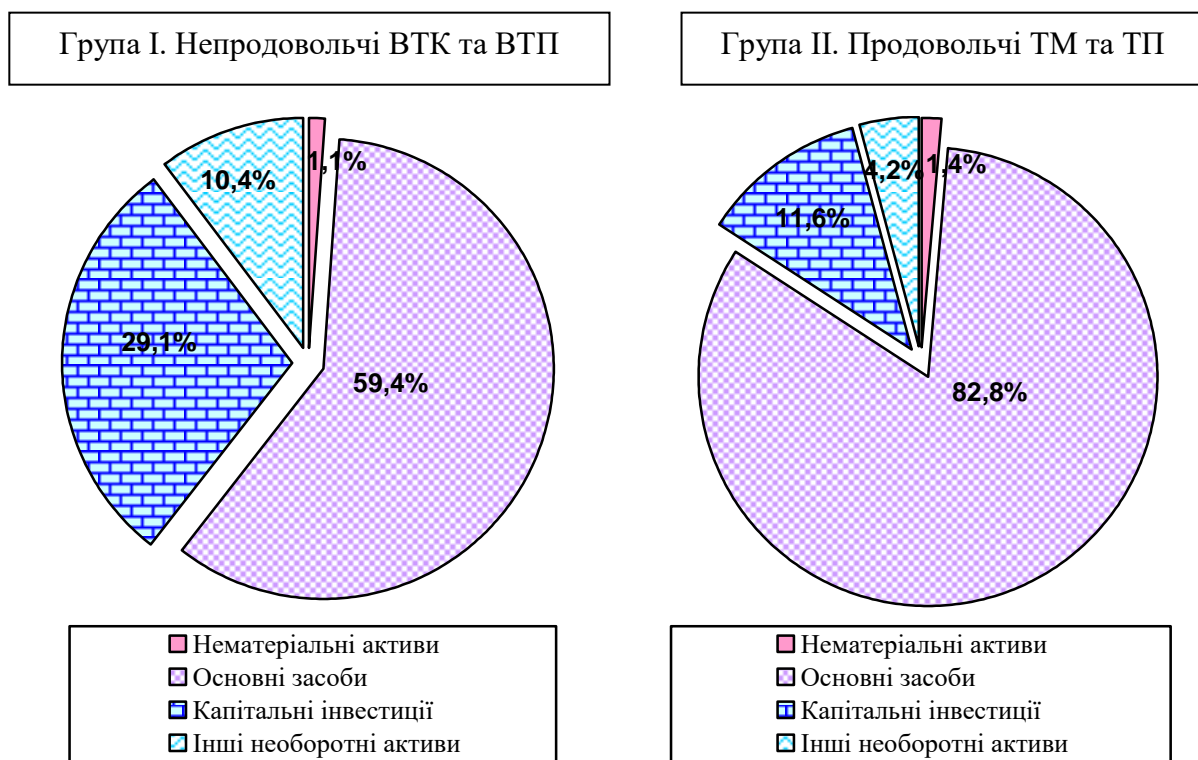 Група І. Непродовольчі ВТК та ВТП
10,4%
1,1%
29,1%
59,4%
Нематеріальні активи
Основні засоби
Капітальні інвестиції
Інші необоротні активи
Група ІІ. Продовольчі ТМ та ТП
4,2%
1,4%
11,6%
82,8%
Нематеріальні активи
Основні засоби
Капітальні інвестиції
Інші необоротні активи